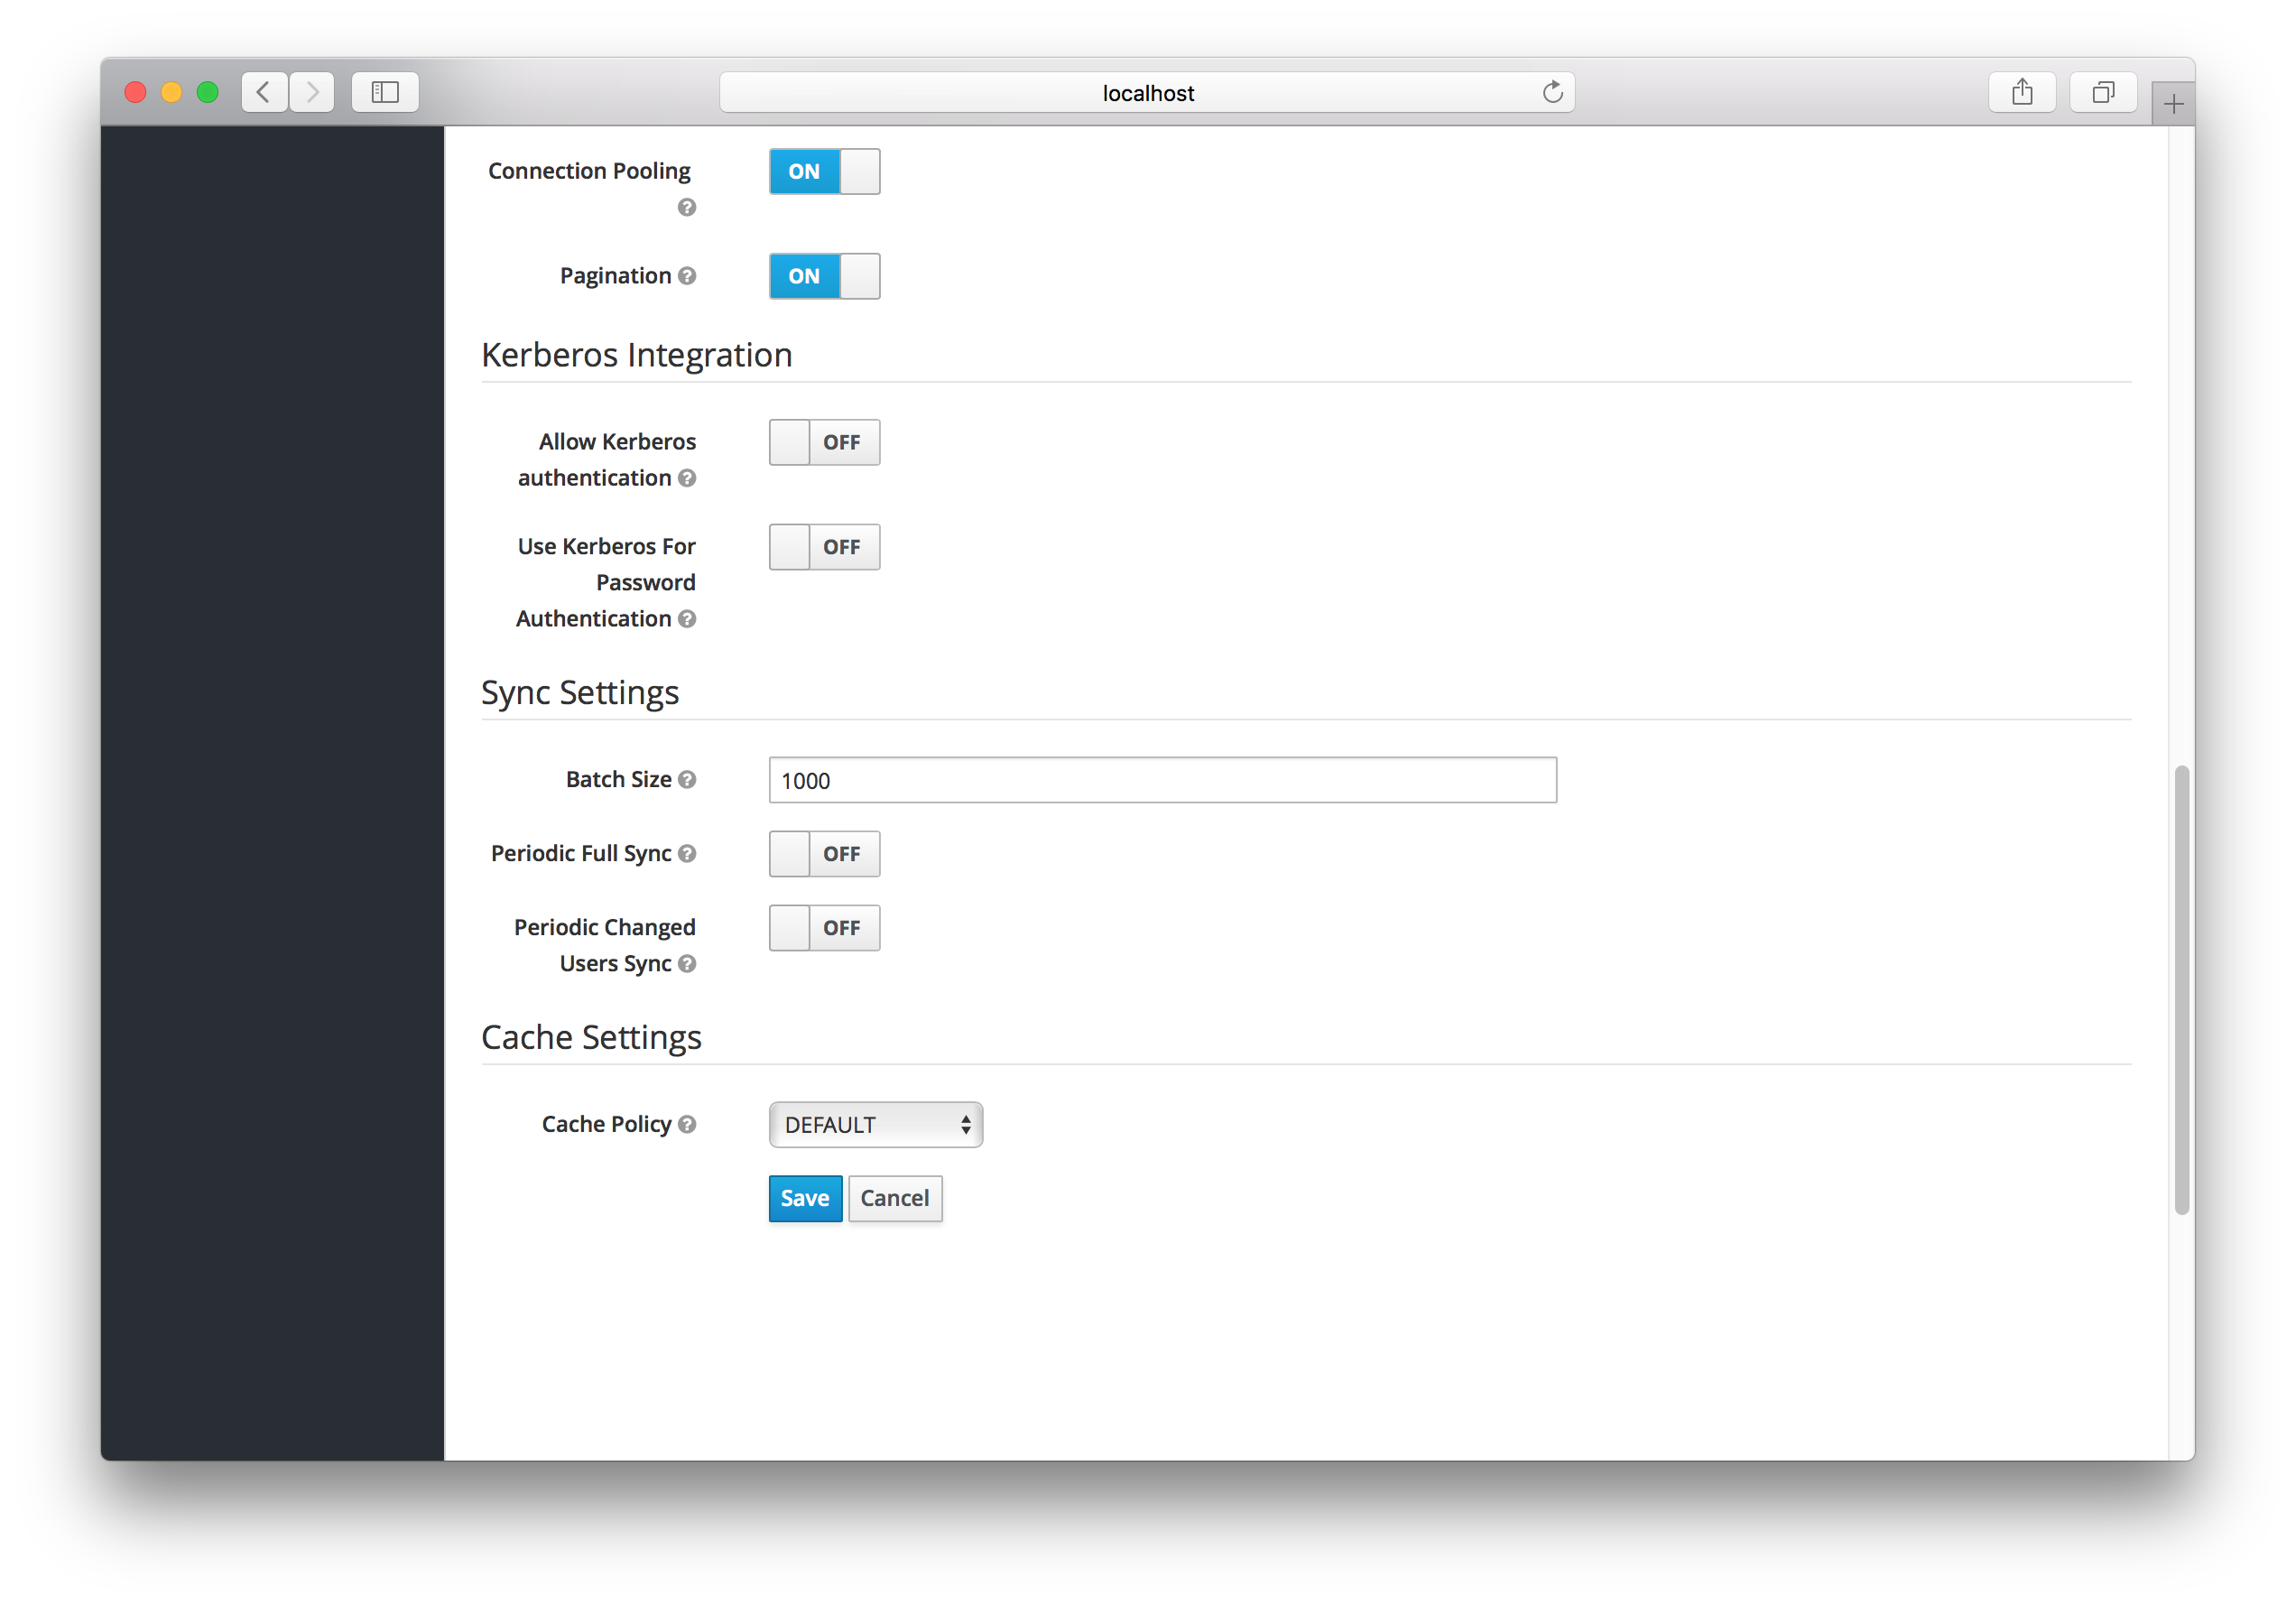 localhost
Connection Pooling
ON
Pagination
ON
Kerberos Integration
Allow Kerberos
authentication
OFF
Use Kerberos For
Password
Authentication
OFF
Sync Settings
Batch Size
1000
Periodic Full Sync
OFF
Periodic Changed
Users Sync
OFF
Cache Settings
Cache Policy
DEFAULT
Save Cancel